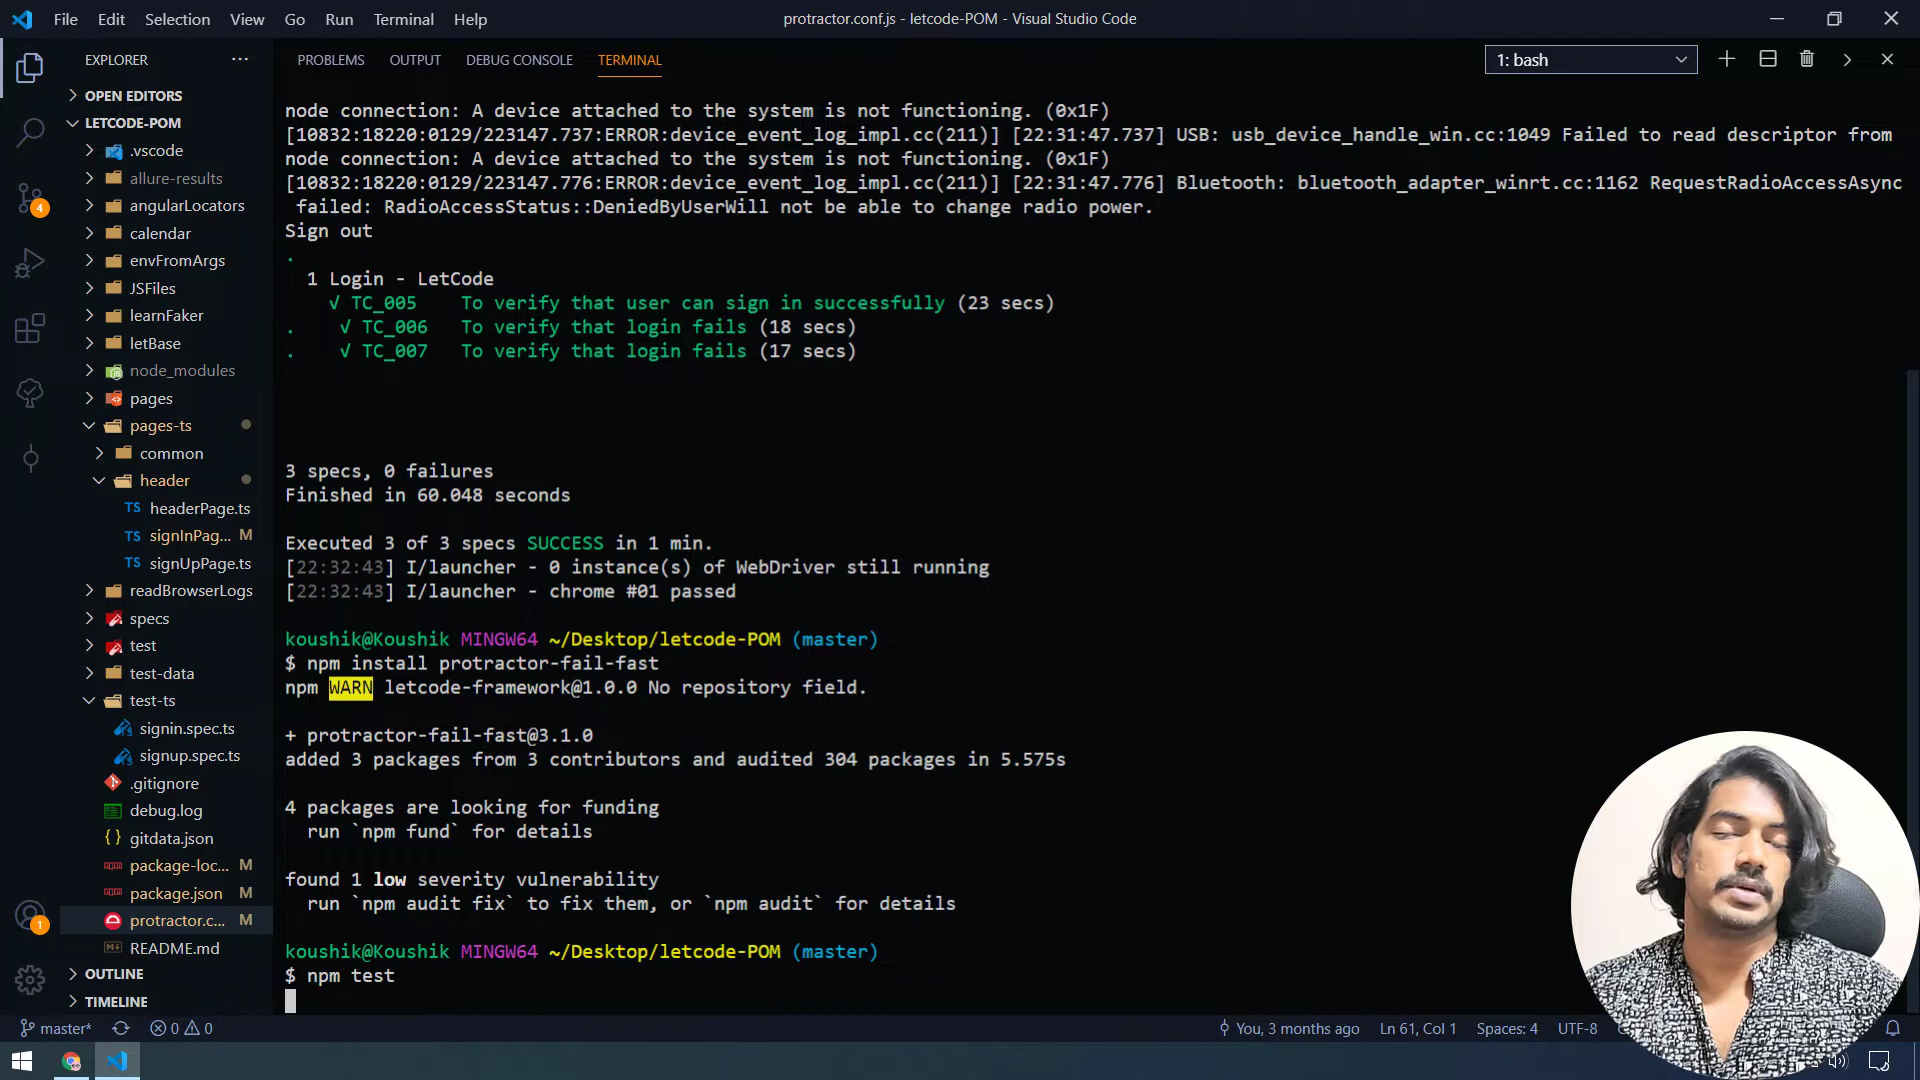 File Edit Selection View Go Run Terminal Help
protractor.conf.js - letcode-POM - Visual Studio Code
EXPLORER
OPEN EDITORS
LETCODE-POM
.vscode
allure-results
angularLocators
calendar
envFromArgs
JSFiles
learnFaker
letBase
node_modules
pages
pages-ts
common
header
TS headerPage.ts
TS signInPag... M
TS signUpPage.ts
readBrowserLogs
specs
test
test-data
test-ts
signin.spec.ts
signup.spec.ts
.gitignore
debug.log
{} gitdata.json
package-loc... M
package.json M
protractor.c... M
README.md
OUTLINE
TIMELINE
4
1
PROBLEMS OUTPUT DEBUG CONSOLE TERMINAL
1: bash
node connection: A device attached to the system is not functioning. (0x1F)
[10832:18220:0129/223147.737:ERROR:device_event_log_impl.cc(211)] [22:31:47.737] USB: usb_device_handle_win.cc:1049 Failed to read descriptor from
node connection: A device attached to the system is not functioning. (0x1F)
[10832:18220:0129/223147.776:ERROR:device_event_log_impl.cc(211)] [22:31:47.776] Bluetooth: bluetooth_adapter_winrt.cc:1162 RequestRadioAccessAsync
failed: RadioAccessStatus::DeniedByUserWill not be able to change radio power.
Sign out
.
1 Login - LetCode
√ TC_005 To verify that user can sign in successfully (23 secs)
. √ TC_006 To verify that login fails (18 secs)
. √ TC_007 To verify that login fails (17 secs)
3 specs, 0 failures
Finished in 60.048 seconds
Executed 3 of 3 specs SUCCESS in 1 min.
[22:32:43] I/launcher - 0 instance(s) of WebDriver still running
[22:32:43] I/launcher - chrome #01 passed
koushik@Koushik MINGW64 ~/Desktop/letcode-POM (master)
$ npm install protractor-fail-fast
npm WARN letcode-framework@1.0.0 No repository field.
+ protractor-fail-fast@3.1.0
added 3 packages from 3 contributors and audited 304 packages in 5.575s
4 packages are looking for funding
run `npm fund` for details
found 1 low severity vulnerability
run `npm audit fix` to fix them, or `npm audit` for details
koushik@Koushik MINGW64 ~/Desktop/letcode-POM (master)
$ npm test
master* 0 0
You, 3 months ago Ln 61, Col 1 Spaces: 4 UTF-8